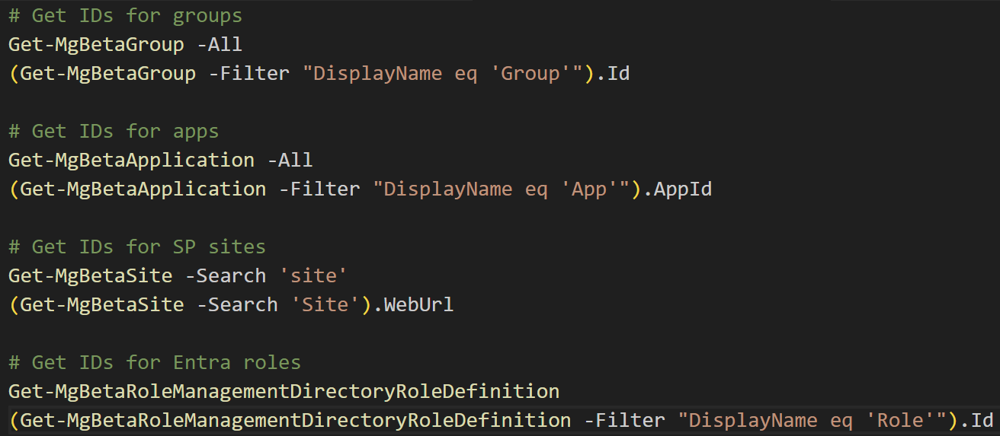 # Get IDs for groups
Get-MgBetaGroup -All
(Get-MgBetaGroup -Filter "DisplayName eq 'Group'").Id
# Get IDs for apps
Get-MgBetaApplication -All
(Get-MgBetaApplication -Filter "DisplayName eq 'App'").AppId
# Get IDs for SP sites
Get-MgBetaSite -Search 'site'
(Get-MgBetaSite -Search 'Site').WebUrl
# Get IDs for Entra roles
Get-MgBetaRoleManagementDirectoryRoleDefinition
(Get-MgBetaRoleManagementDirectoryRoleDefinition -Filter "DisplayName eq 'Role'").Id